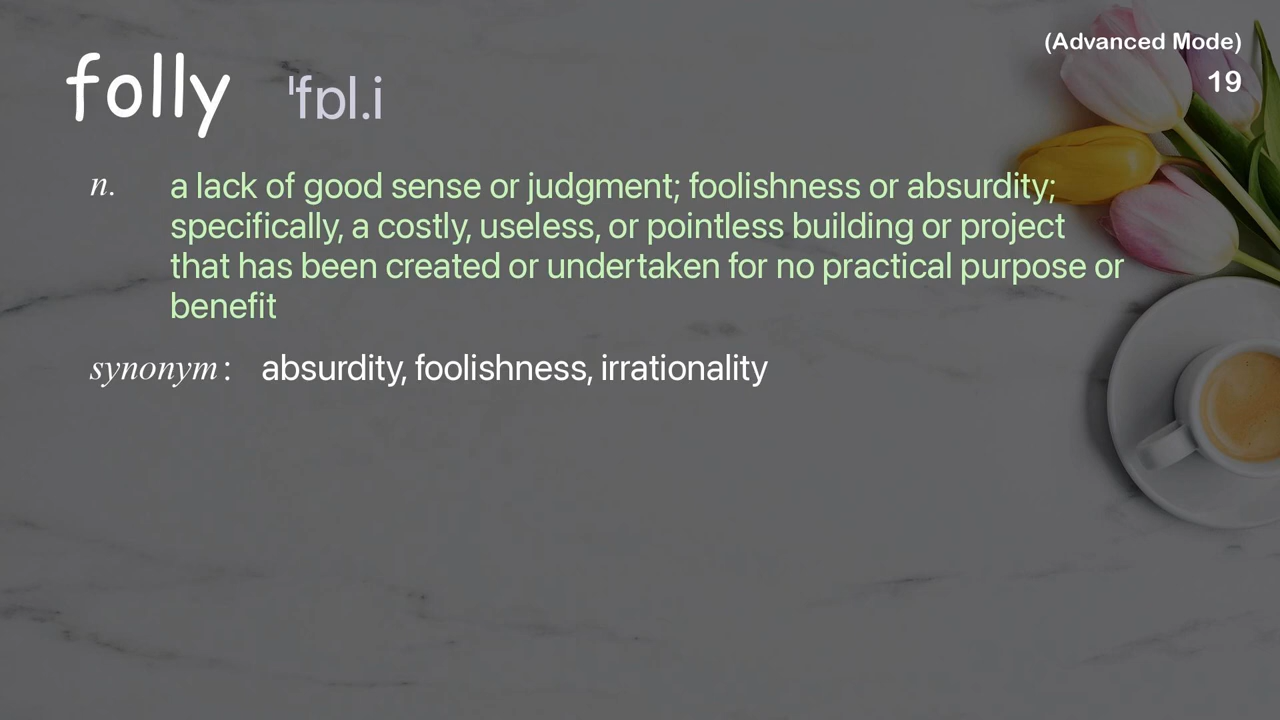 (Advanced Mode)
folly ˈfɒl.i
19
n. a lack of good sense or judgment; foolishness or absurdity;
specifically, a costly, useless, or pointless building or project
that has been created or undertaken for no practical purpose or
benefit
synonym : absurdity, foolishness, irrationality